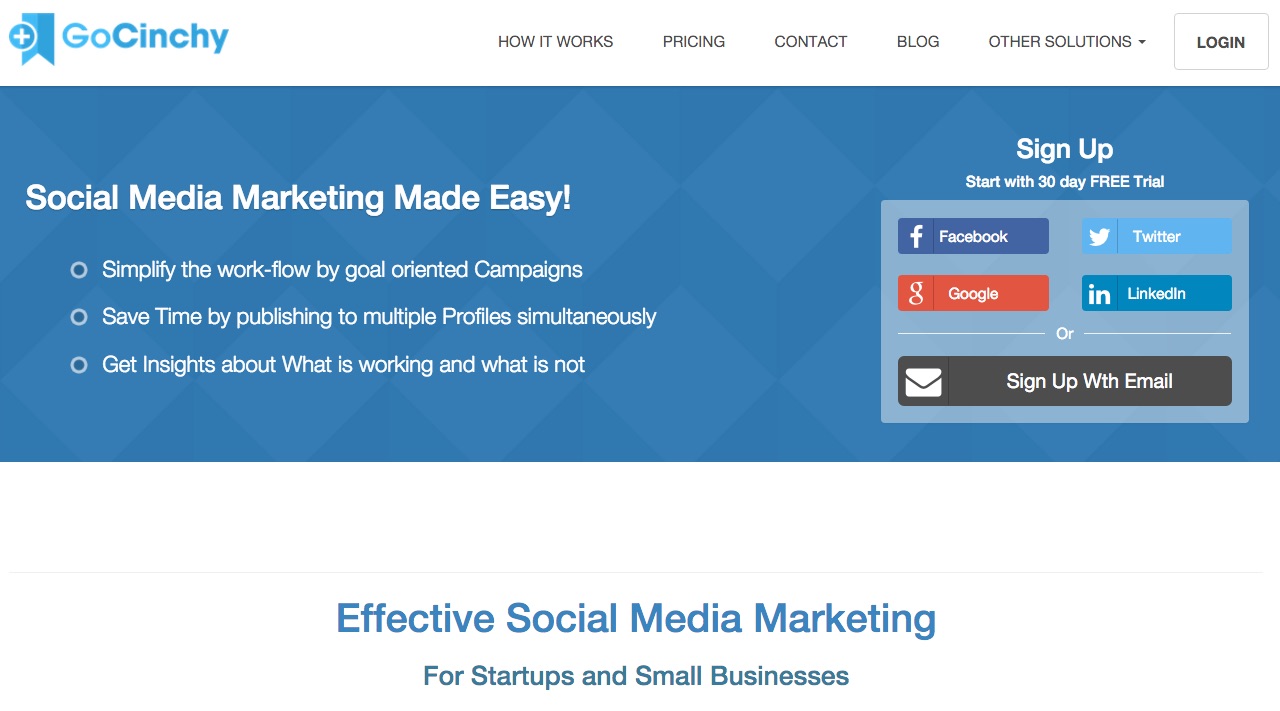 GoCinchy
HOW IT WORKS
PRICING
CONTACT
BLOG
OTHER SOLUTIONS
LOGIN
Social Media Marketing Made Easy!
Simplify the work-flow by goal oriented Campaigns
Save Time by publishing to multiple Profiles simultaneously
Get Insights about What is working and what is not
Sign Up
Start with 30 day FREE Trial
Facebook
Twitter
Google
LinkedIn
Or
Sign Up Wth Email
Effective Social Media Marketing
For Startups and Small Businesses